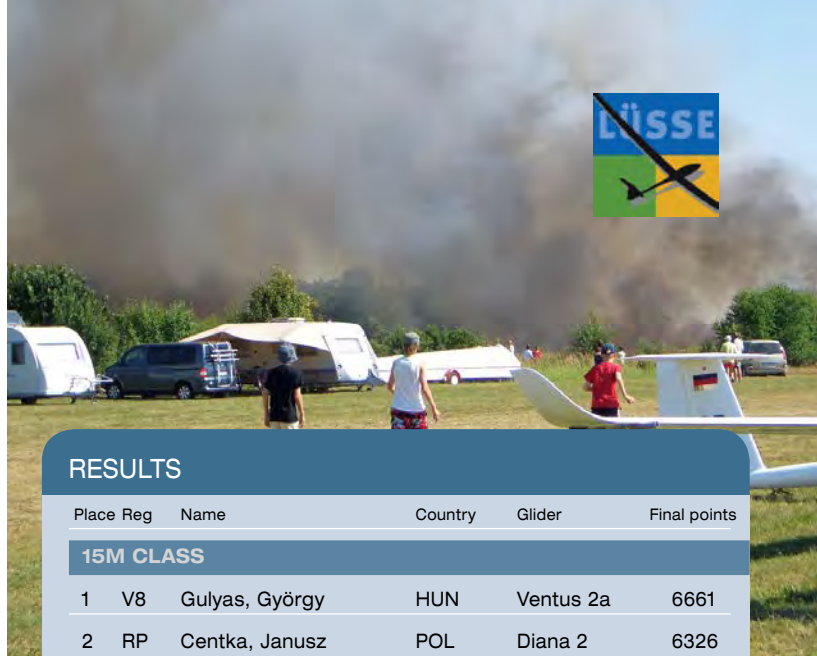 LÜSSE
RESULTS
Place Reg Name Country Glider Final points
15M CLASS
1 V8 Gulyas, György HUN Ventus 2a 6661
2 RP Centka, Janusz POL Diana 2 6326